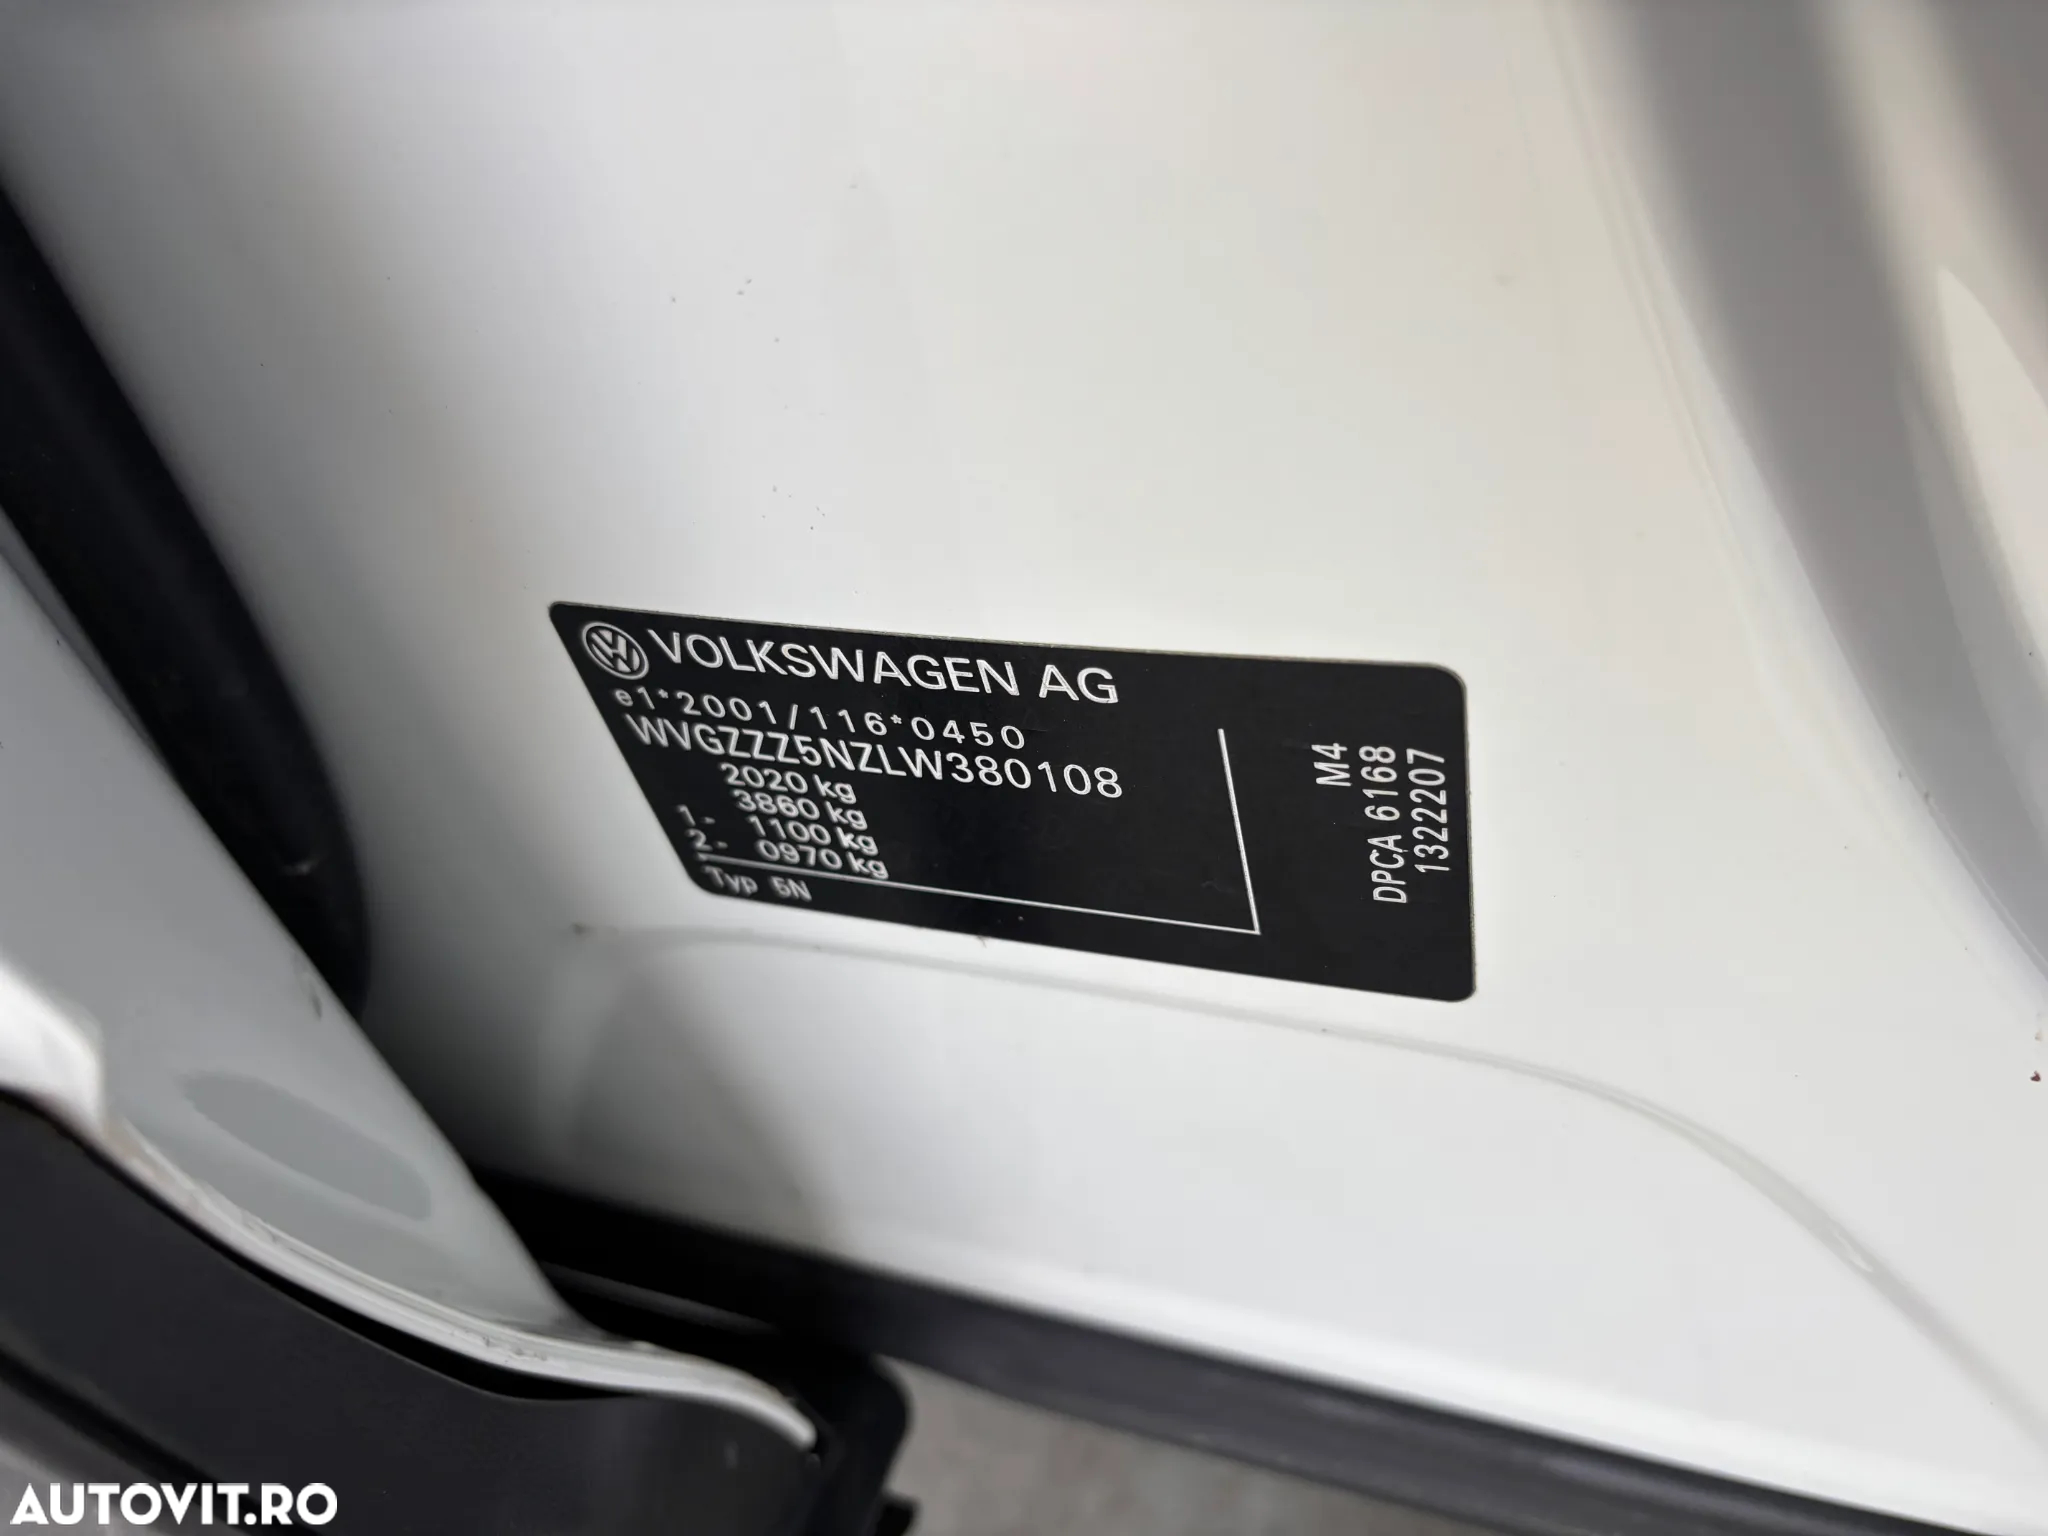 VOLKSWAGEN AG
e1*2001/116*0450
WVGZZZ5NZLW380108
2020 kg
3860 kg
1- 1100 kg
2- 0970 kg
Typ 5N
M4
DPCA 6168
1322207
AUTOVIT.RO